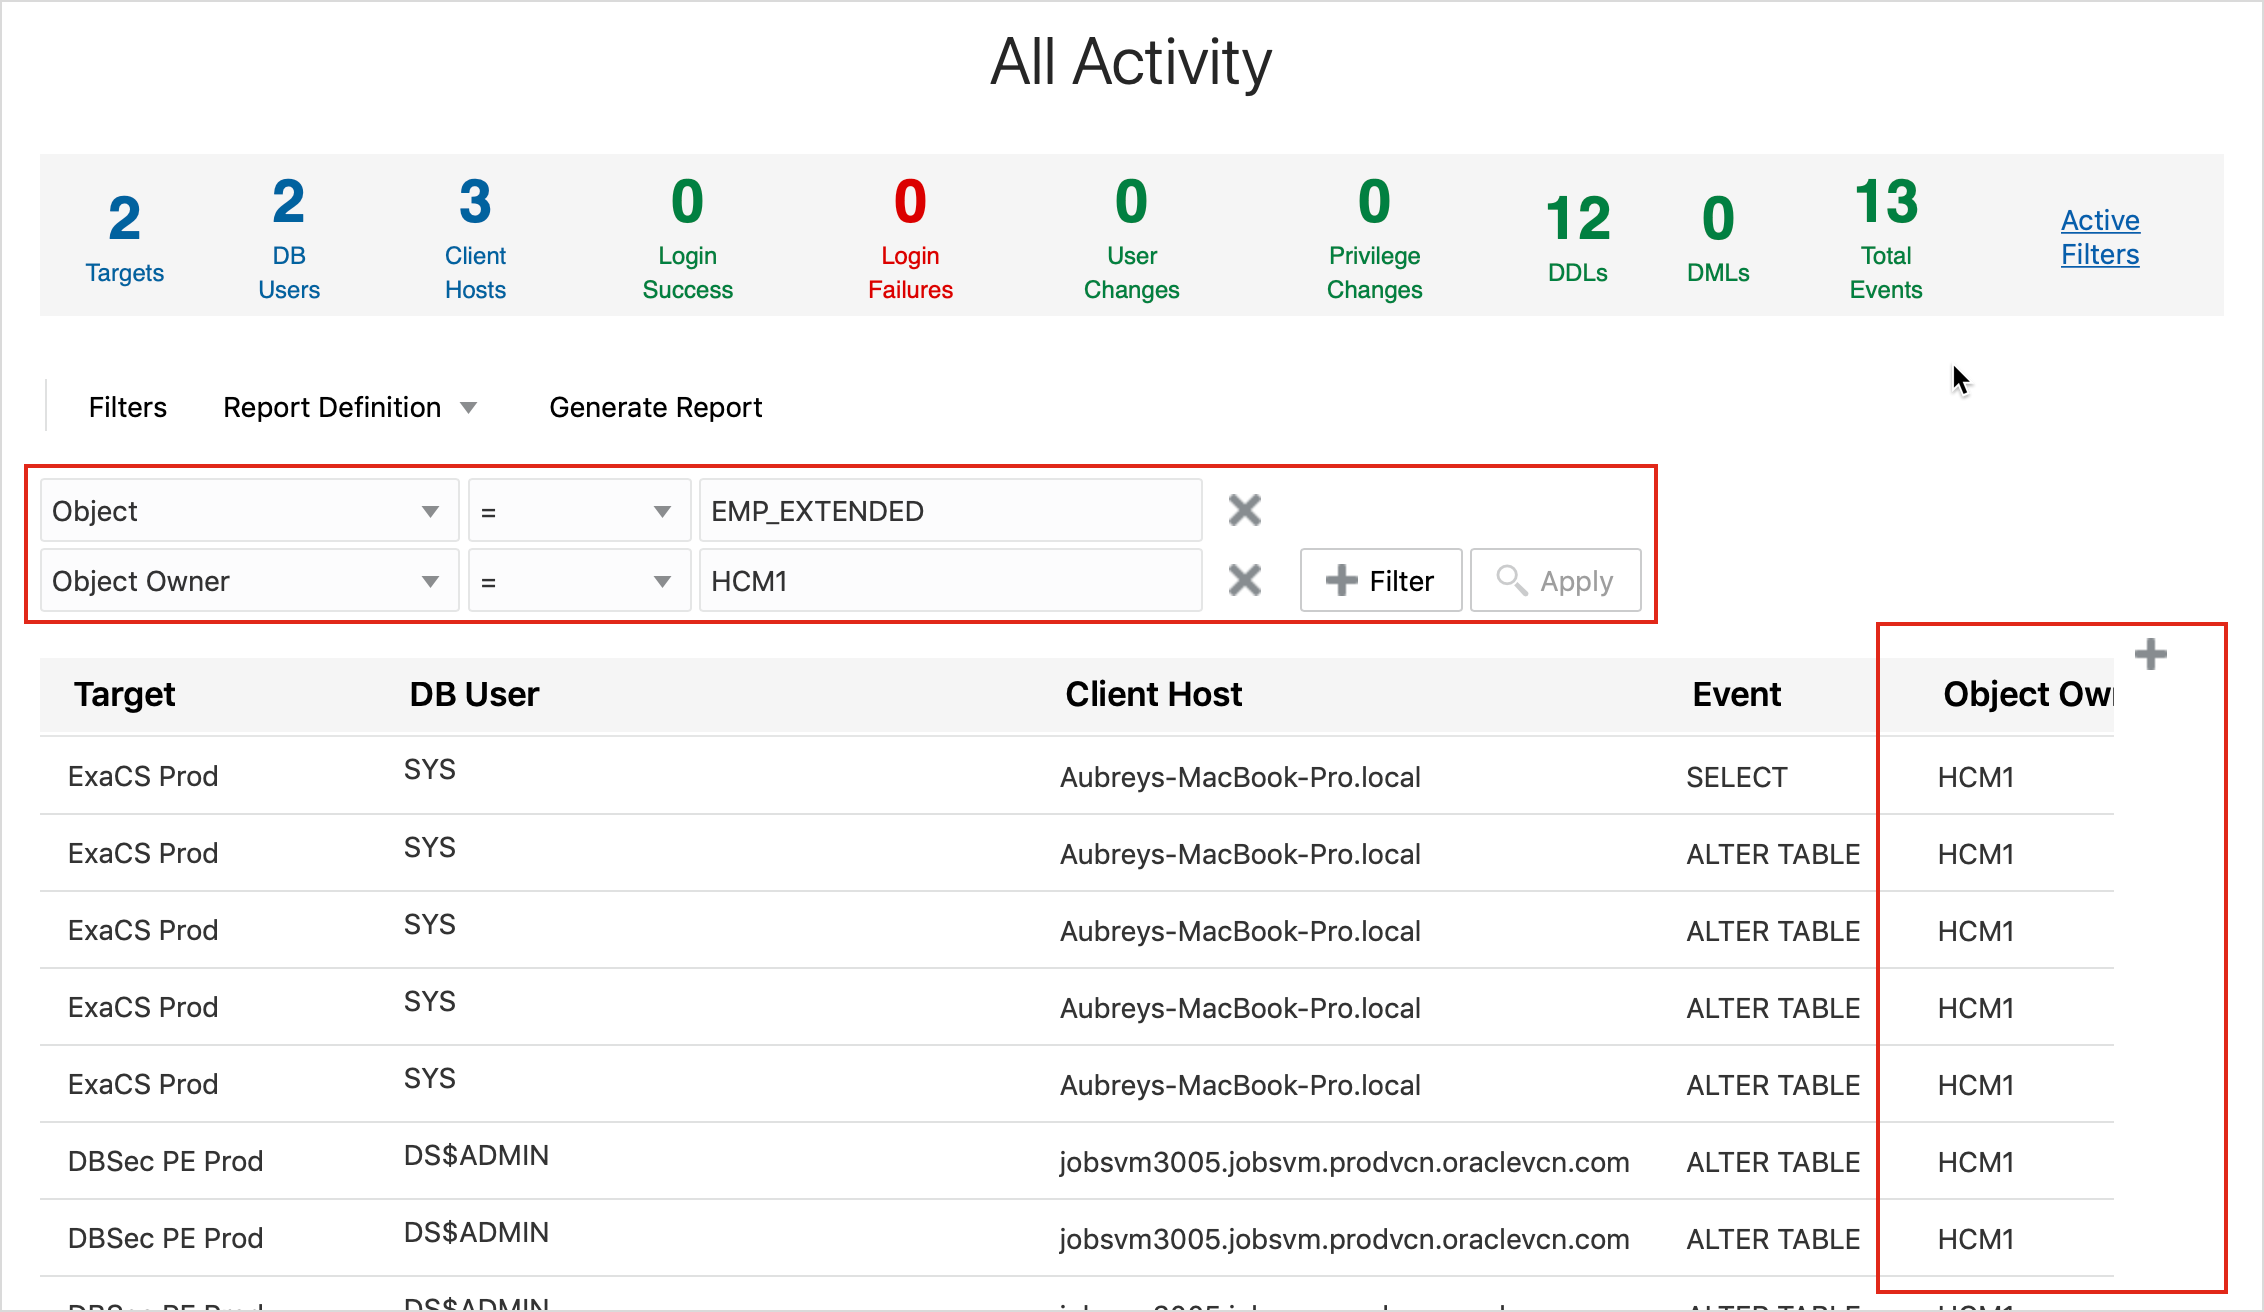 All Activity
2 2 3 0 0 0 0 12 0 13
Targets DB Users Client Hosts Login Success Login Failures User Changes Privilege Changes DDLs DMLs Total Events Active Filters
Filters Report Definition Generate Report
Object = EMP_EXTENDED
Object Owner = HCM1 Filter Apply
Target DB User Client Host Event Object Own
ExaCS Prod SYS Aubreys-MacBook-Pro.local SELECT HCM1
ExaCS Prod SYS Aubreys-MacBook-Pro.local ALTER TABLE HCM1
ExaCS Prod SYS Aubreys-MacBook-Pro.local ALTER TABLE HCM1
ExaCS Prod SYS Aubreys-MacBook-Pro.local ALTER TABLE HCM1
ExaCS Prod SYS Aubreys-MacBook-Pro.local ALTER TABLE HCM1
DBSec PE Prod DS$ADMIN jobsvm3005.jobsvm.prodvcn.oraclevcn.com ALTER TABLE HCM1
DBSec PE Prod DS$ADMIN jobsvm3005.jobsvm.prodvcn.oraclevcn.com ALTER TABLE HCM1